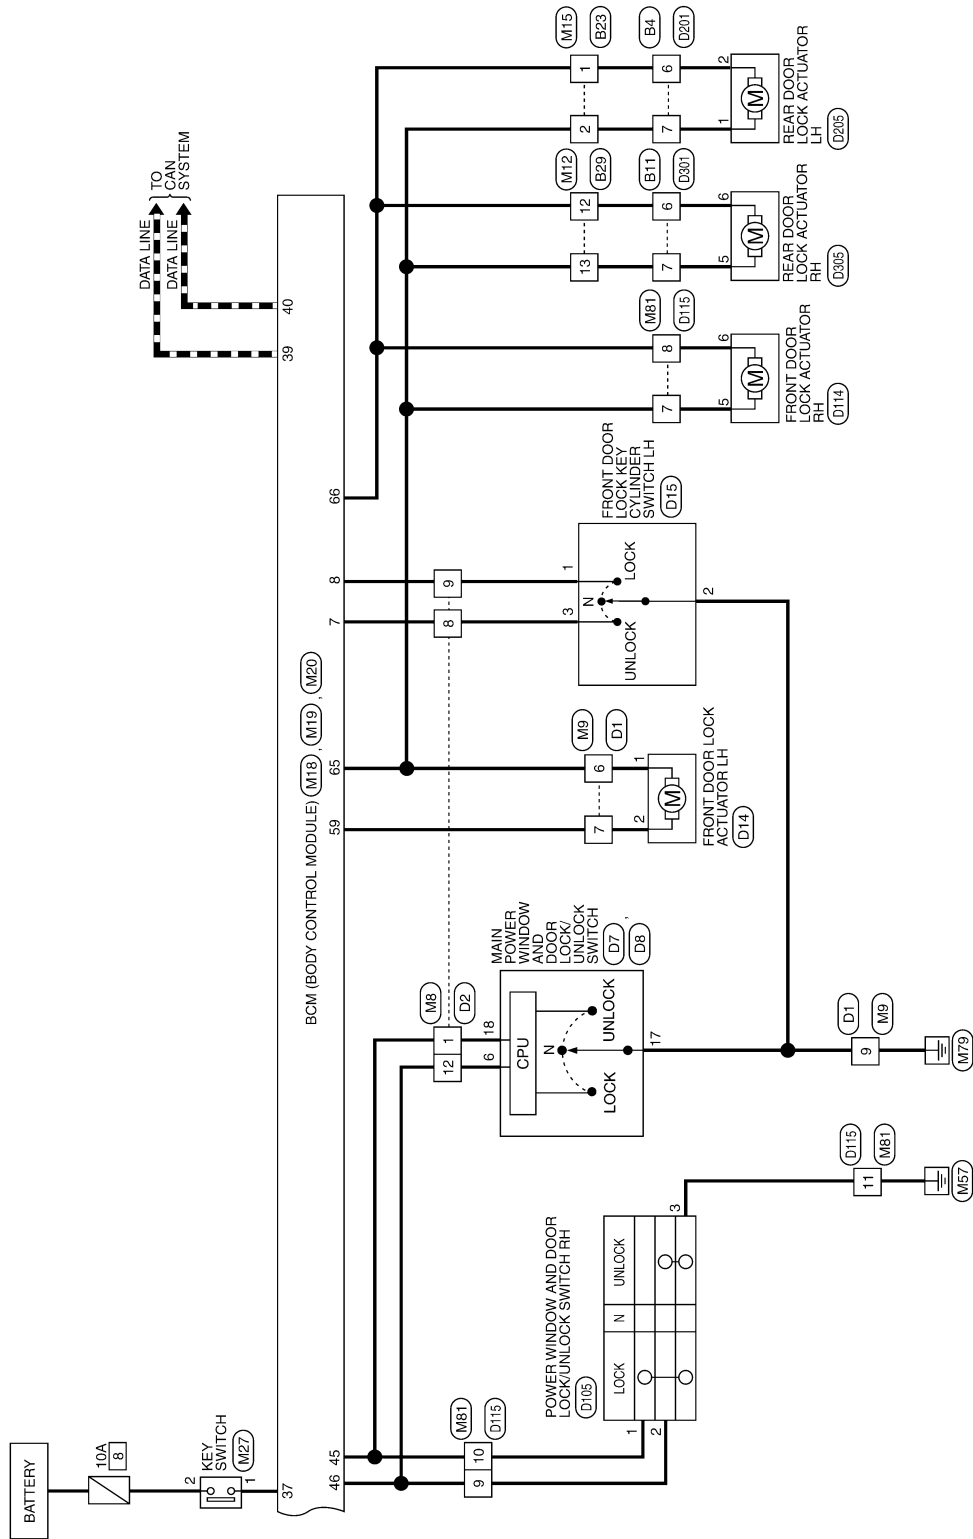 BATTERY
10A
8
2
KEY
SWITCH
M27
1
37
BCM (BODY CONTROL MODULE) M18 , M19 , M20
39
40
DATA LINE
DATA LINE
TO
CAN
SYSTEM
46
45
59
65
7
8
66
M81
D115
9
10
POWER WINDOW AND DOOR
LOCK/UNLOCK SWITCH RH
D105
1
2
LOCK
N
UNLOCK
3
D115
M81
11
M57
M8
D2
12
1
8
9
6
18
MAIN
POWER
WINDOW
AND
DOOR
LOCK/
UNLOCK
SWITCH
D7 ,
D8
CPU
N
LOCK
UNLOCK
17
D1
M9
9
M79
M9
D1
7
6
2
1
M
FRONT DOOR LOCK
ACTUATOR LH
D14
3
1
N
UNLOCK
LOCK
2
FRONT DOOR
LOCK KEY
CYLINDER
SWITCH LH
D15
M81
D115
7
8
5
6
M
FRONT DOOR
LOCK ACTUATOR
RH
D114
M12
B29
13
12
B11
D301
7
6
5
6
M
REAR DOOR
LOCK ACTUATOR
RH
D305
M15
B23
2
1
B4
D201
7
6
1
2
M
REAR DOOR
LOCK ACTUATOR
LH
D205